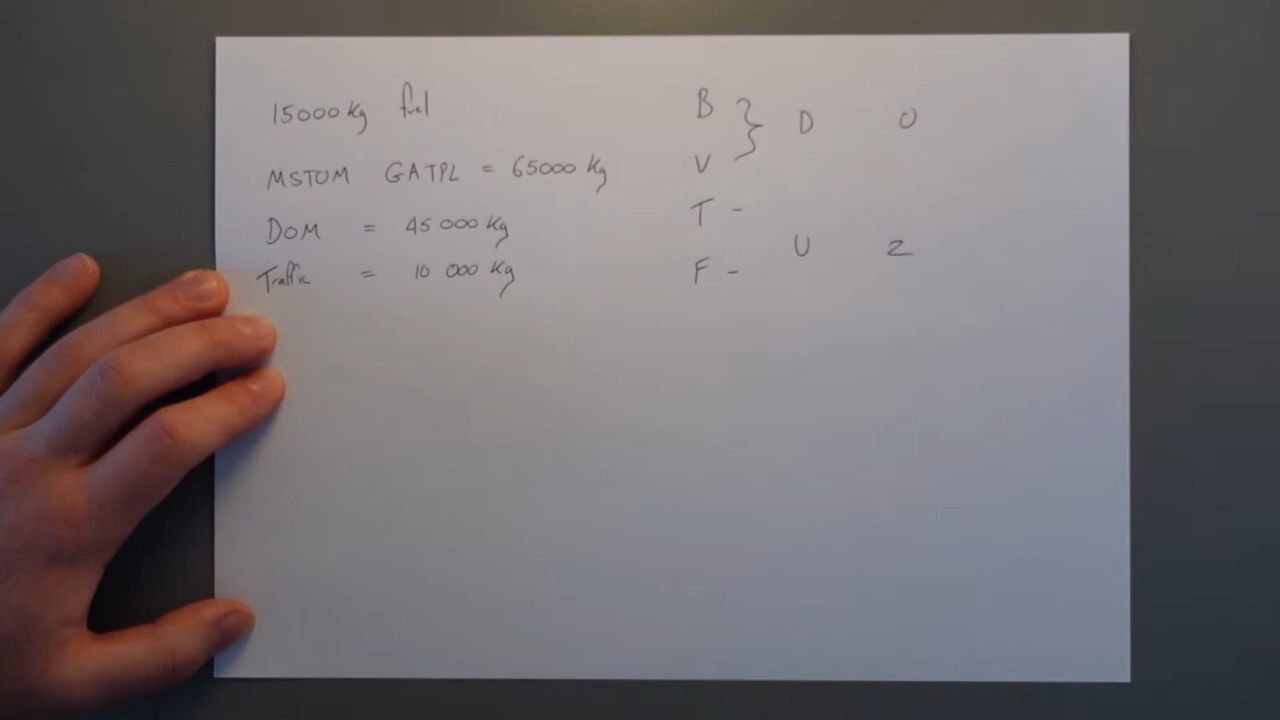 15000 Kg fuel
MSTOM GATPL = 65000 Kg
DOM = 45 000 Kg
Traffic = 10 000 Kg
B } D O
V
T -
U Z
F -